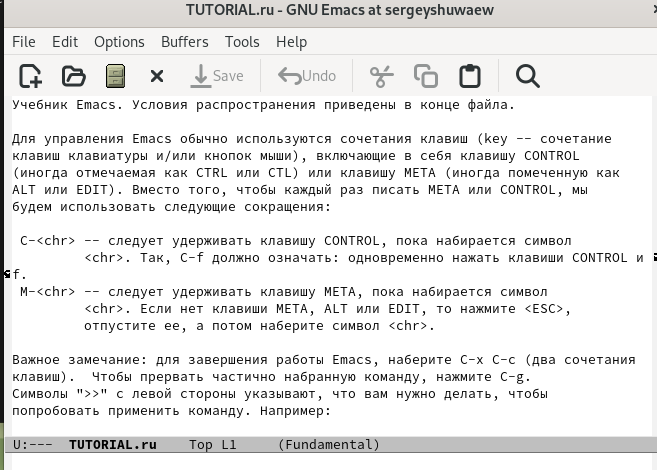 TUTORIAL.ru - GNU Emacs at sergeyshuwaew
File Edit Options Buffers Tools Help
Save Undo
Учебник Emacs. Условия распространения приведены в конце файла.
Для управления Emacs обычно используются сочетания клавиш (key -- сочетание
клавиш клавиатуры и/или кнопок мыши), включающие в себя клавишу CONTROL
(иногда отмечаемая как CTRL или CTL) или клавишу META (иногда помеченную как
ALT или EDIT). Вместо того, чтобы каждый раз писать META или CONTROL, мы
будем использовать следующие сокращения:
C-<chr> -- следует удерживать клавишу CONTROL, пока набирается символ
<chr>. Так, C-f должно означать: одновременно нажать клавиши CONTROL и
f.
M-<chr> -- следует удерживать клавишу META, пока набирается символ
<chr>. Если нет клавиши META, ALT или EDIT, то нажмите <ESC>,
отпустите ее, а потом наберите символ <chr>.
Важное замечание: для завершения работы Emacs, наберите C-x C-c (два сочетания
клавиш). Чтобы прервать частично набранную команду, нажмите C-g.
Символы ">>" с левой стороны указывают, что вам нужно делать, чтобы
попробовать применить команду. Например:
U:--- TUTORIAL.ru Top L1 (Fundamental)